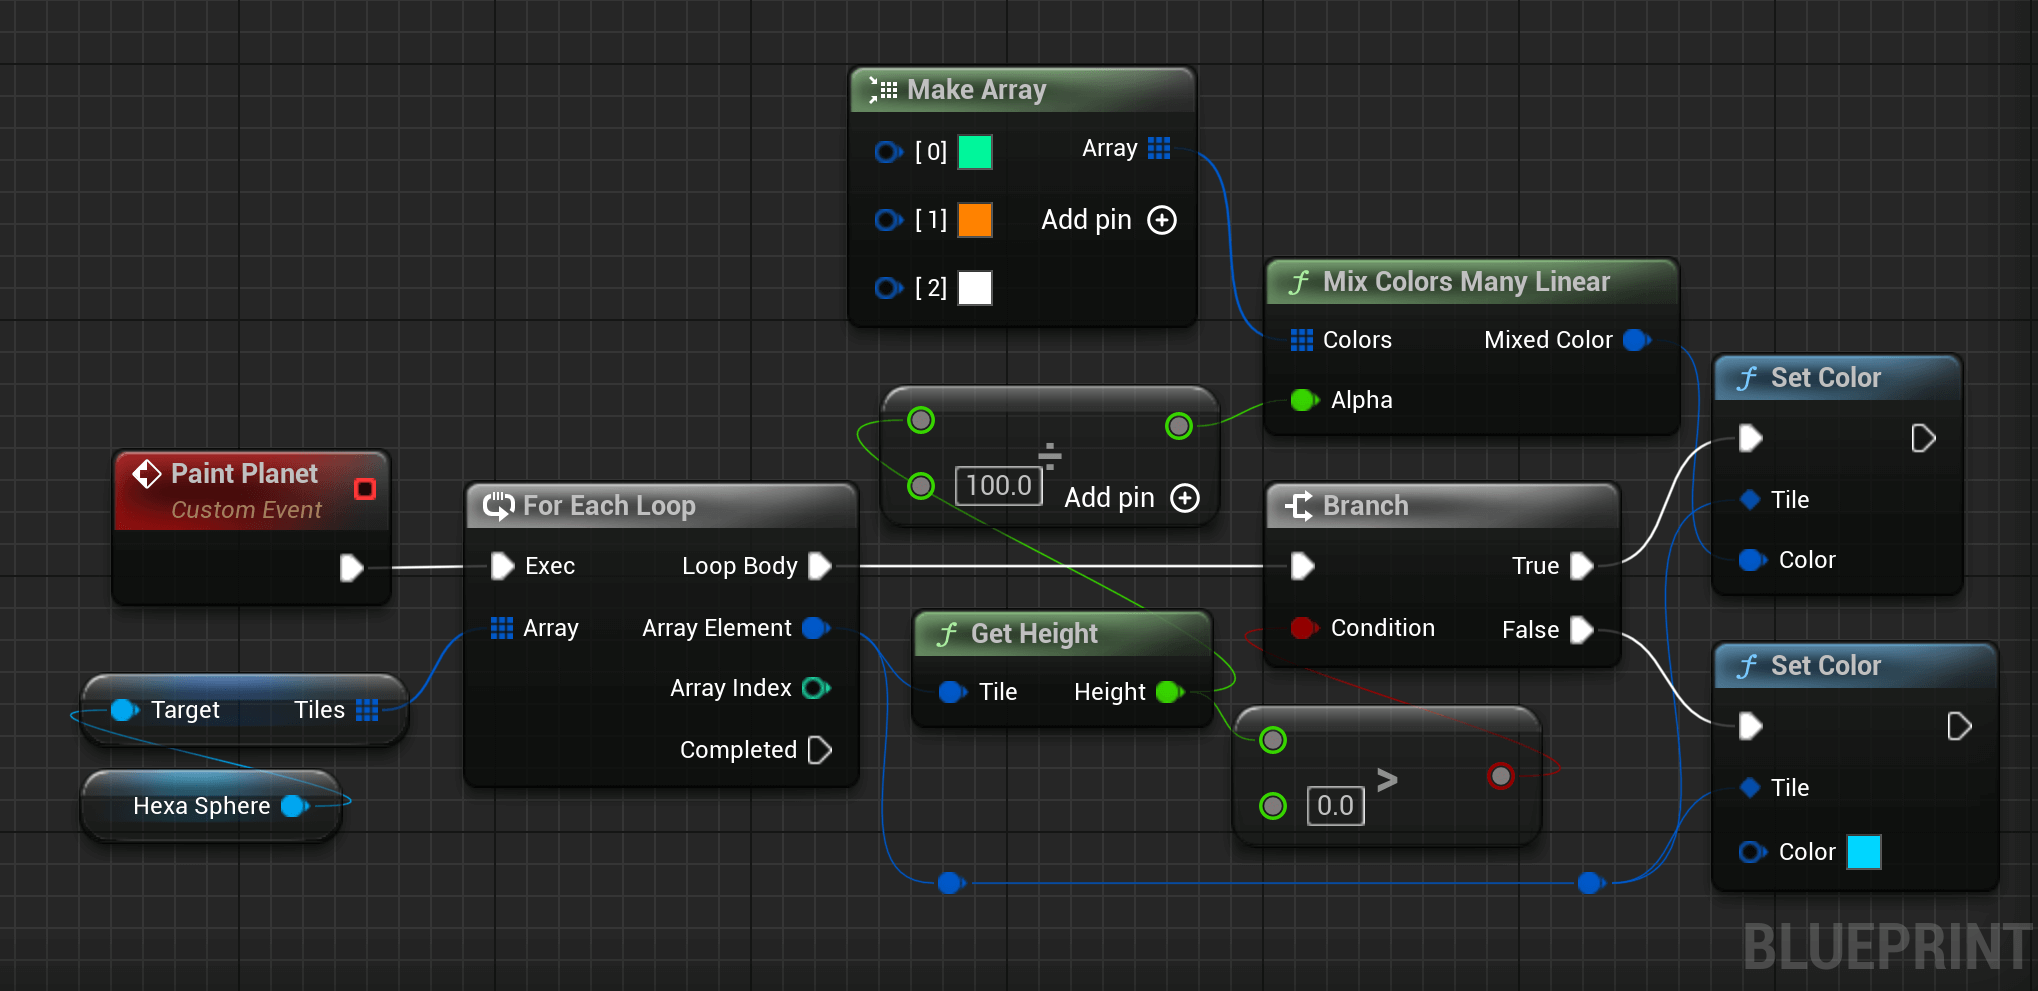 Make Array
[ 0]
Array
[ 1]
Add pin
[ 2]
Mix Colors Many Linear
Colors
Mixed Color
Alpha
÷
100.0
Add pin
Paint Planet
Custom Event
For Each Loop
Exec
Loop Body
Array
Array Element
Array Index
Completed
Target
Tiles
Hexa Sphere
Get Height
Tile
Height
Branch
True
Condition
False
>
0.0
Set Color
Tile
Color
Set Color
Tile
Color
BLUEPRINT